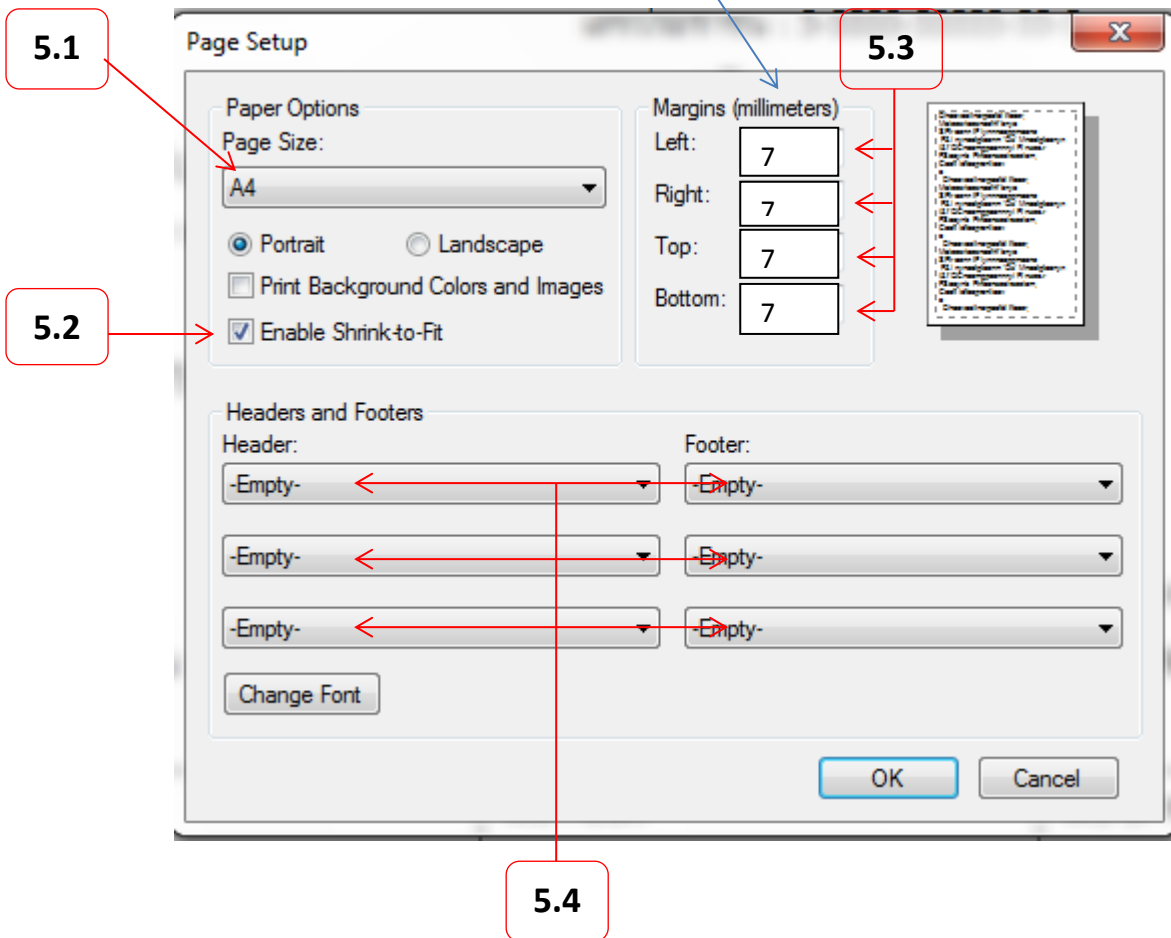 5.1
Page Setup
5.3
Paper Options
Page Size:
A4
Portrait
Landscape
Print Background Colors and Images
5.2
Enable Shrink-to-Fit
Margins (millimeters)
Left:
7
Right:
7
Top:
7
Bottom:
7
Headers and Footers
Header:
Footer:
-Empty-
-Empty-
-Empty-
-Empty-
-Empty-
-Empty-
Change Font
OK
Cancel
5.4